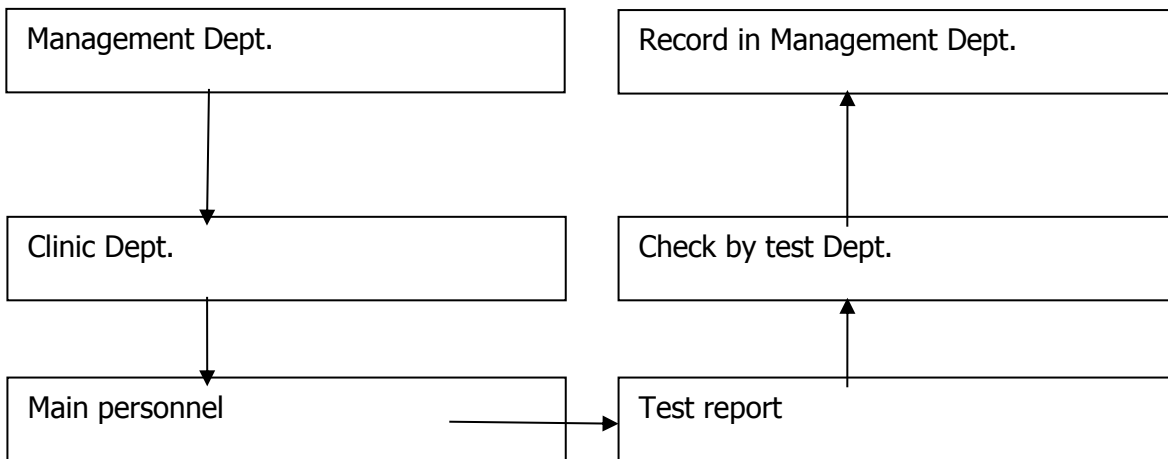 Management Dept.
Record in Management Dept.
Clinic Dept.
Check by test Dept.
Main personnel
Test report